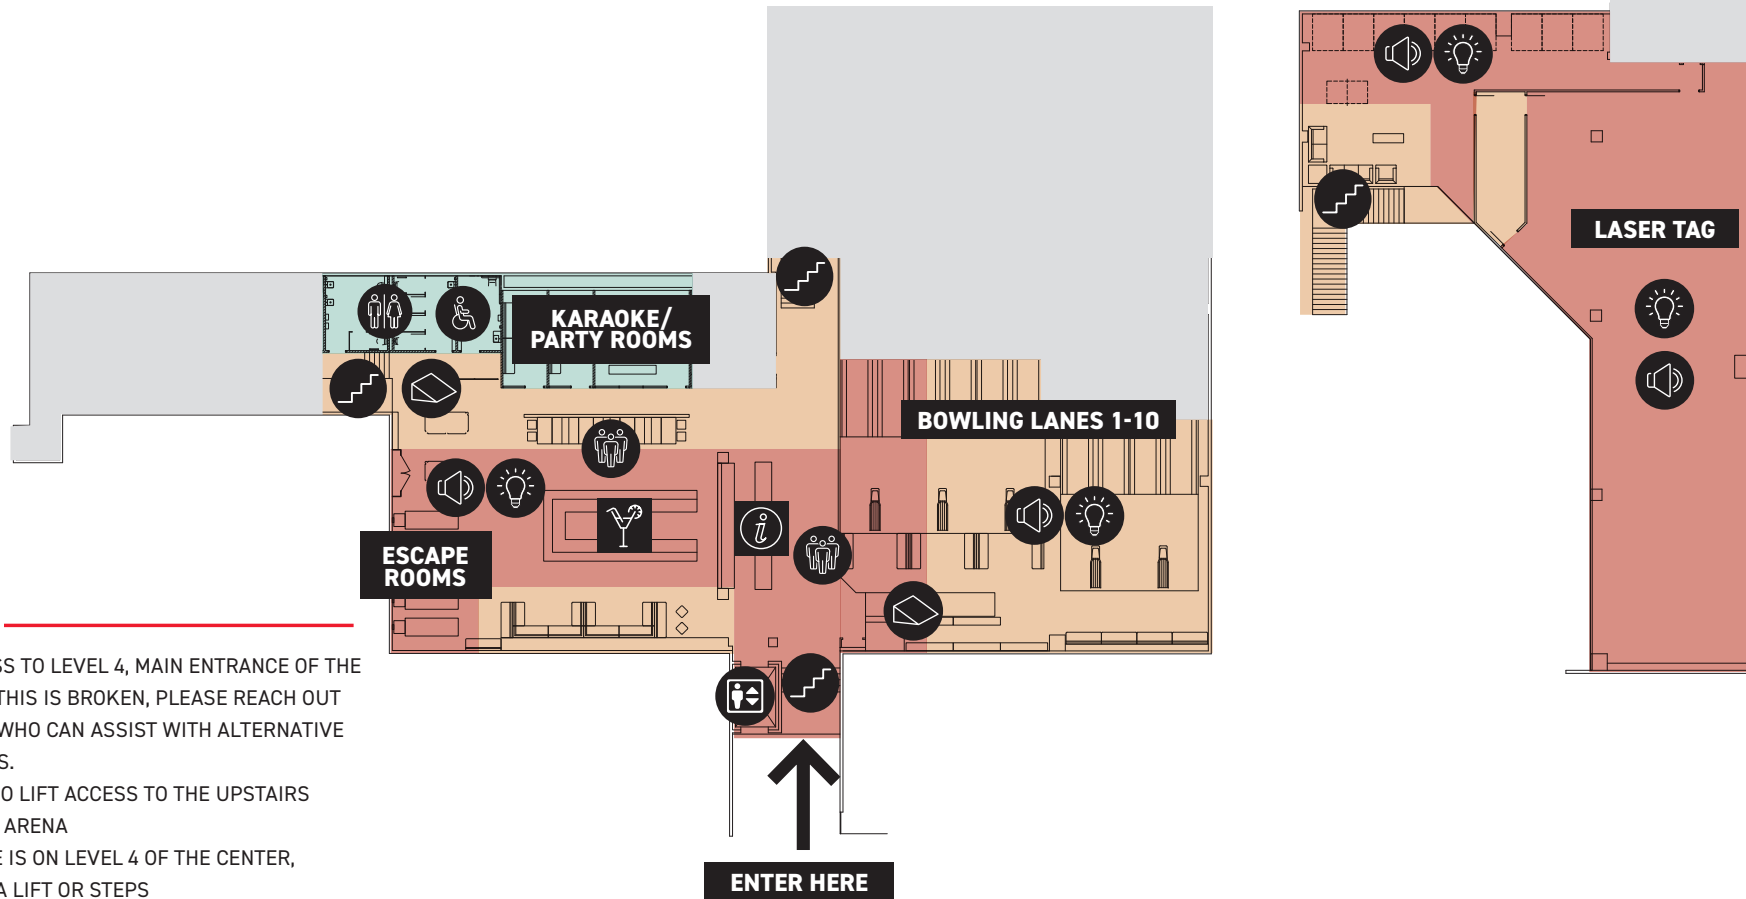 LASER TAG
KARAOKE/
PARTY ROOMS
BOWLING LANES 1-10
i
ESCAPE
ROOMS
TO LEVEL 4, MAIN ENTRANCE OF THE
THIS IS BROKEN, PLEASE REACH OUT
WHO CAN ASSIST WITH ALTERNATIVE
LIFT ACCESS TO THE UPSTAIRS
ARENA
IS ON LEVEL 4 OF THE CENTER,
A LIFT OR STEPS
ENTER HERE